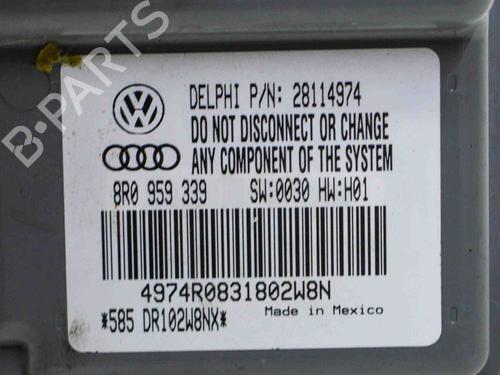 B-PARTS
DELPHI P/N: 28114974
DO NOT DISCONNECT OR CHANGE
ANY COMPONENT OF THE SYSTEM
8R0 959 339 SW:0030 HW:H01
4974R0831802W8N
Made in Mexico
*585 DR102W8NX*